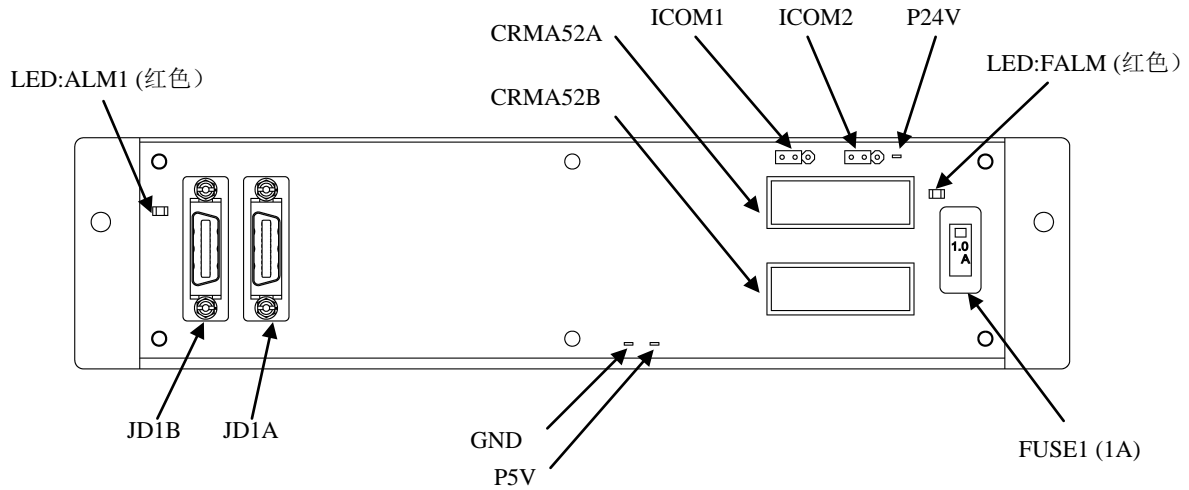 ICOM1
ICOM2
P24V
CRMA52A
LED:FALM (红色）
LED:ALM1 (红色）
CRMA52B
1.0
A
JD1B
JD1A
GND
P5V
FUSE1 (1A)